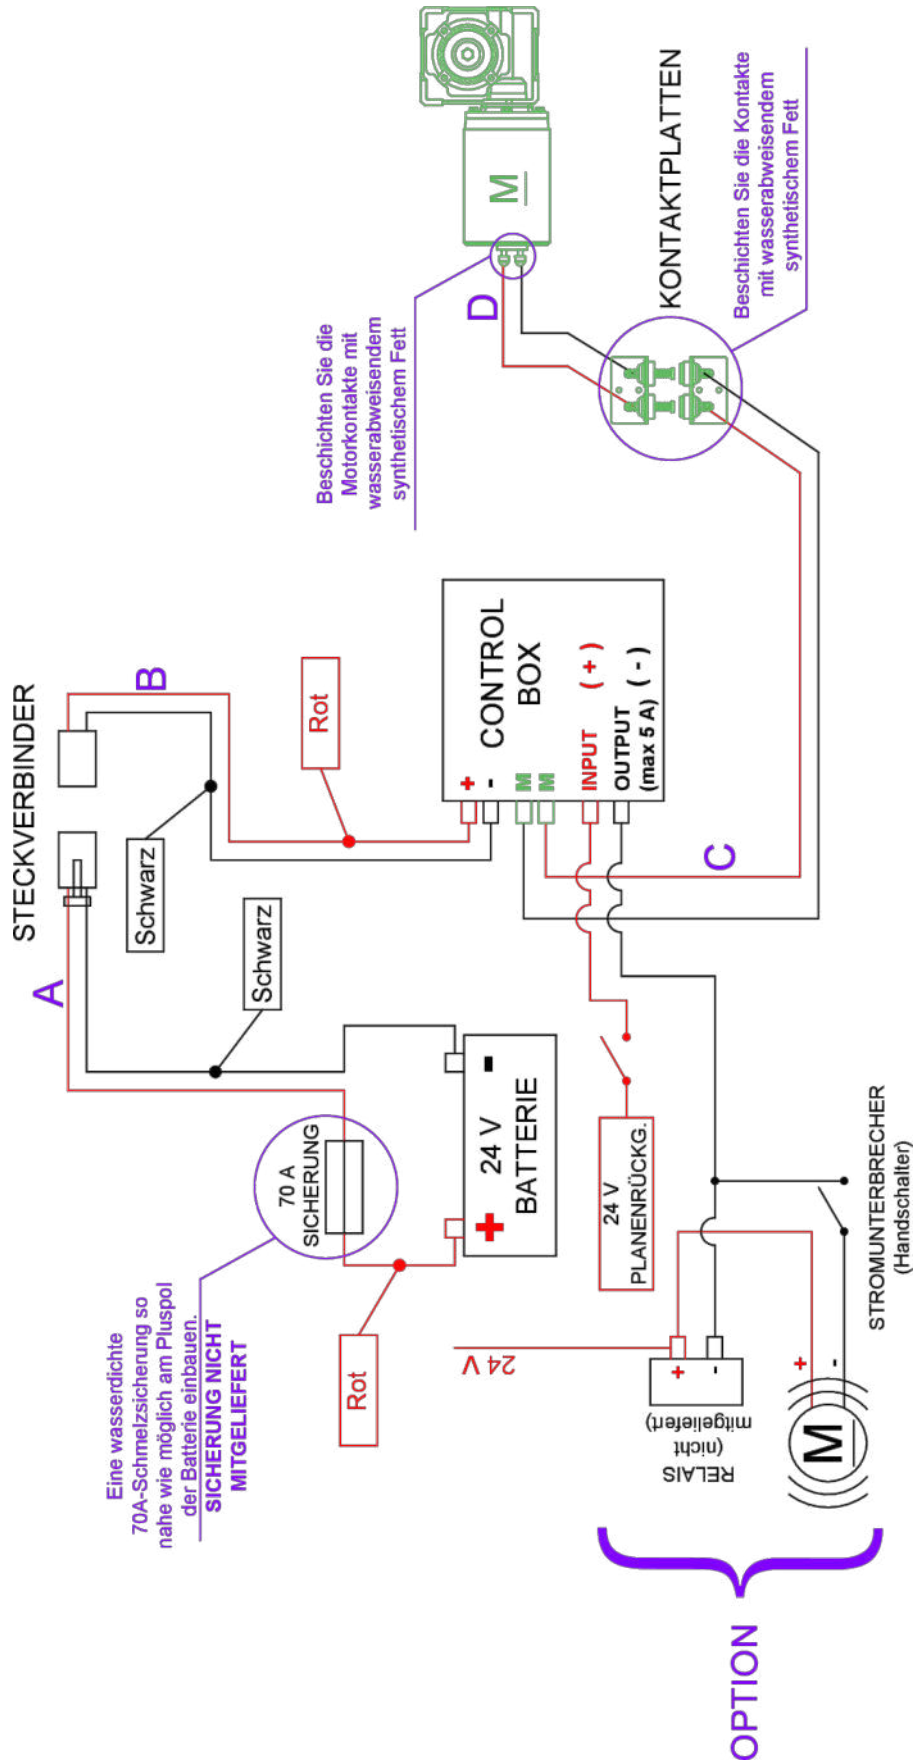 STECKVERBINDER
A
B
Schwarz
Schwarz
Rot
Rot
Eine wasserdichte
70A-Schmelzsicherung so
nahe wie möglich am Pluspol
der Batterie einbauen.
SICHERUNG NICHT
MITGELIEFERT
70 A
SICHERUNG
+
-
24 V
BATTERIE
Beschichten Sie die
Motorkontakte mit
wasserabweisendem
synthetischem Fett
M
D
KONTAKTPLATTEN
Beschichten Sie die Kontakte
mit wasserabweisendem
synthetischem Fett
+
-
CONTROL
BOX
M
M
INPUT (+)
OUTPUT (-)
(max 5 A)
C
24 V
PLANENRÜCKG.
24 V
+
-
RELAIS
(nicht
mitgeliefert)
STROMUNTERBRECHER
(Handschalter)
+
-
M
OPTION